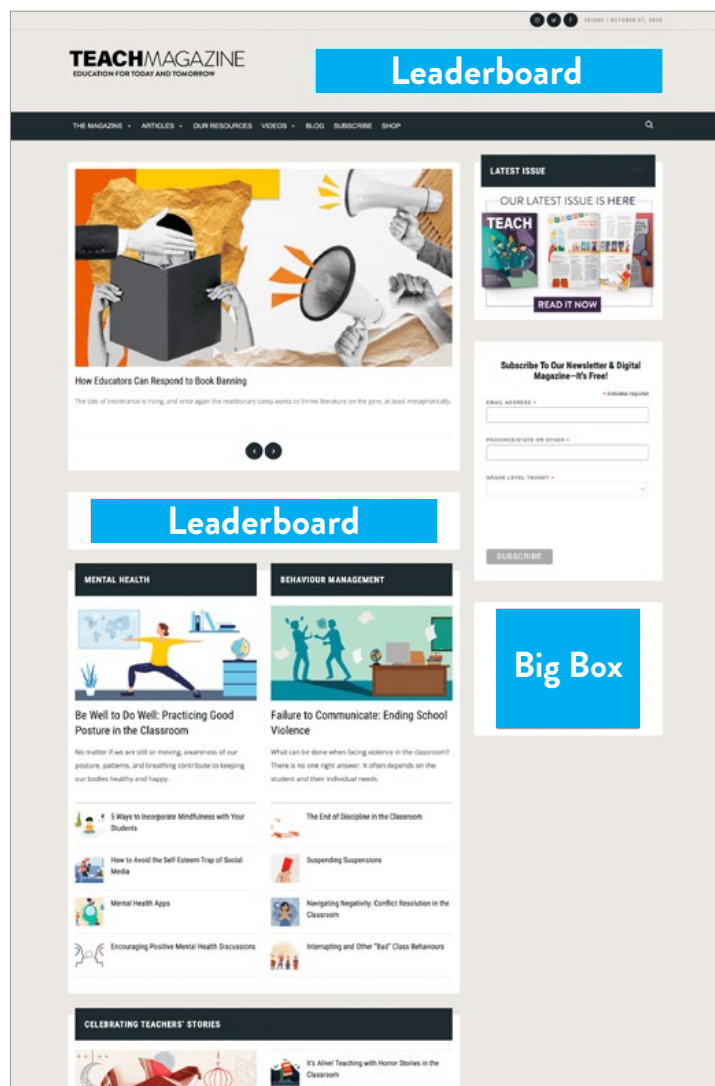 FRIDAY | OCTOBER 07, 2022
TEACHMAGAZINE
EDUCATION FOR TODAY AND TOMORROW
Leaderboard
THE MAGAZINE ARTICLES OUR RESOURCES VIDEOS BLOG SUBSCRIBE SHOP
How Educators Can Respond to Book Banning
The tide of intolerance is rising, and once again the reactionary camp wants to throw literature on the pyre, at least metaphorically.
LATEST ISSUE
OUR LATEST ISSUE IS HERE
TEACH
READ IT NOW
Subscribe To Our Newsletter & Digital
Magazine—It's Free!
* indicates required
EMAIL ADDRESS *
PROVINCE/STATE OR OTHER *
GRADE LEVEL TAUGHT *
SUBSCRIBE
Leaderboard
MENTAL HEALTH
Be Well to Do Well: Practicing Good
Posture in the Classroom
No matter if we are still or moving, awareness of our
posture, patterns, and breathing contribute to keeping
our bodies healthy and happy.
5 Ways to Incorporate Mindfulness with Your
Students
How to Avoid the Self-Esteem Trap of Social
Media
Mental Health Apps
Encouraging Positive Mental Health Discussions
BEHAVIOUR MANAGEMENT
Failure to Communicate: Ending School
Violence
What can be done when facing violence in the classroom?
There is no one right answer. It often depends on the
student and their individual needs.
The End of Discipline in the Classroom
Suspending Suspensions
Navigating Negativity: Conflict Resolution in the
Classroom
Interrupting and Other "Bad" Class Behaviours
Big Box
CELEBRATING TEACHERS' STORIES
It's Alive! Teaching with Horror Stories in the
Classroom